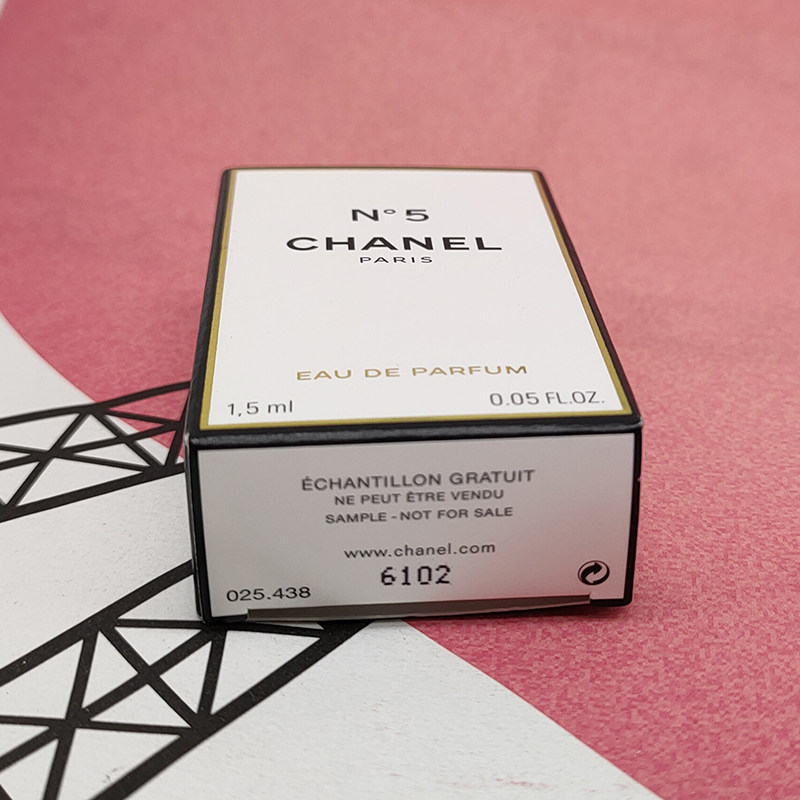 N°5
CHANEL
PARIS
EAU DE PARFUM
1,5 ml 0.05 FL.OZ.
ÉCHANTILLON GRATUIT
NE PEUT ÊTRE VENDU
SAMPLE - NOT FOR SALE
www.chanel.com
6102
025.438